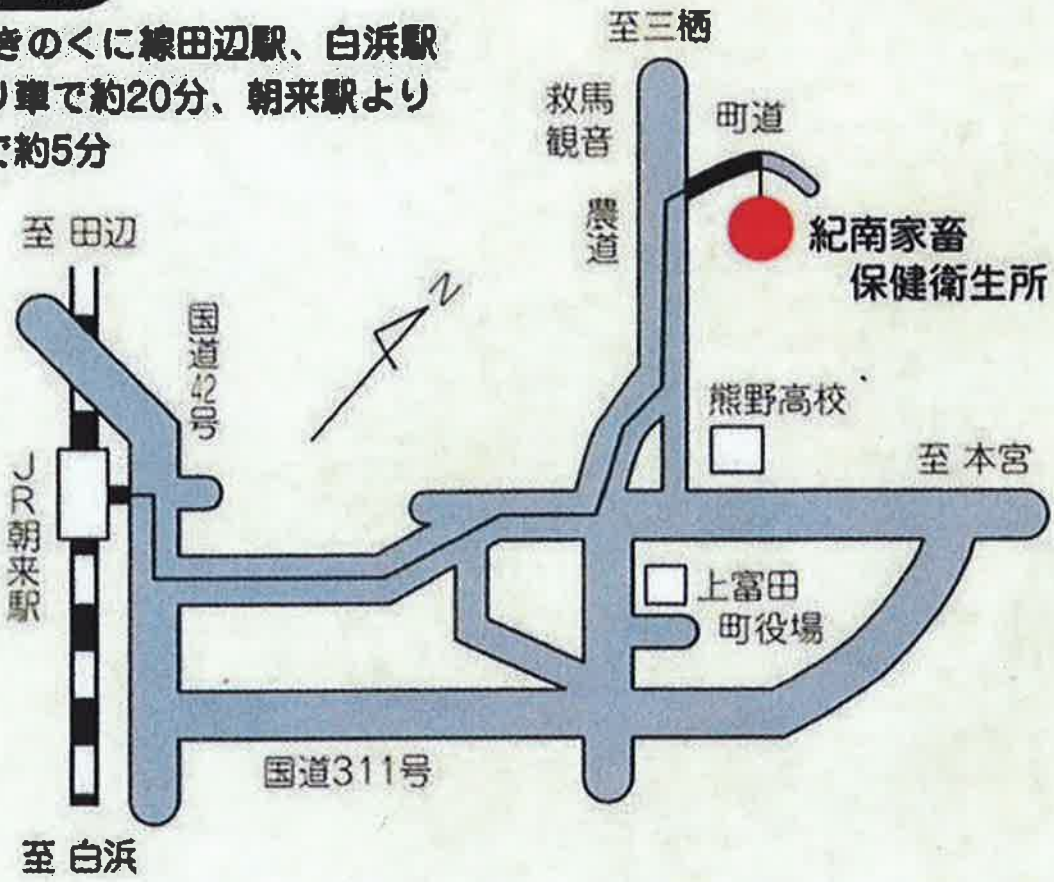 きのくに線田辺駅、白浜駅
り車で約20分、朝来駅より
で約5分
至三栖
救馬
観音
農道
町道
紀南家畜
保健衛生所
至 田辺
国道42号
N
熊野高校
至 本宮
JR朝来駅
上富田
町役場
国道311号
至 白浜